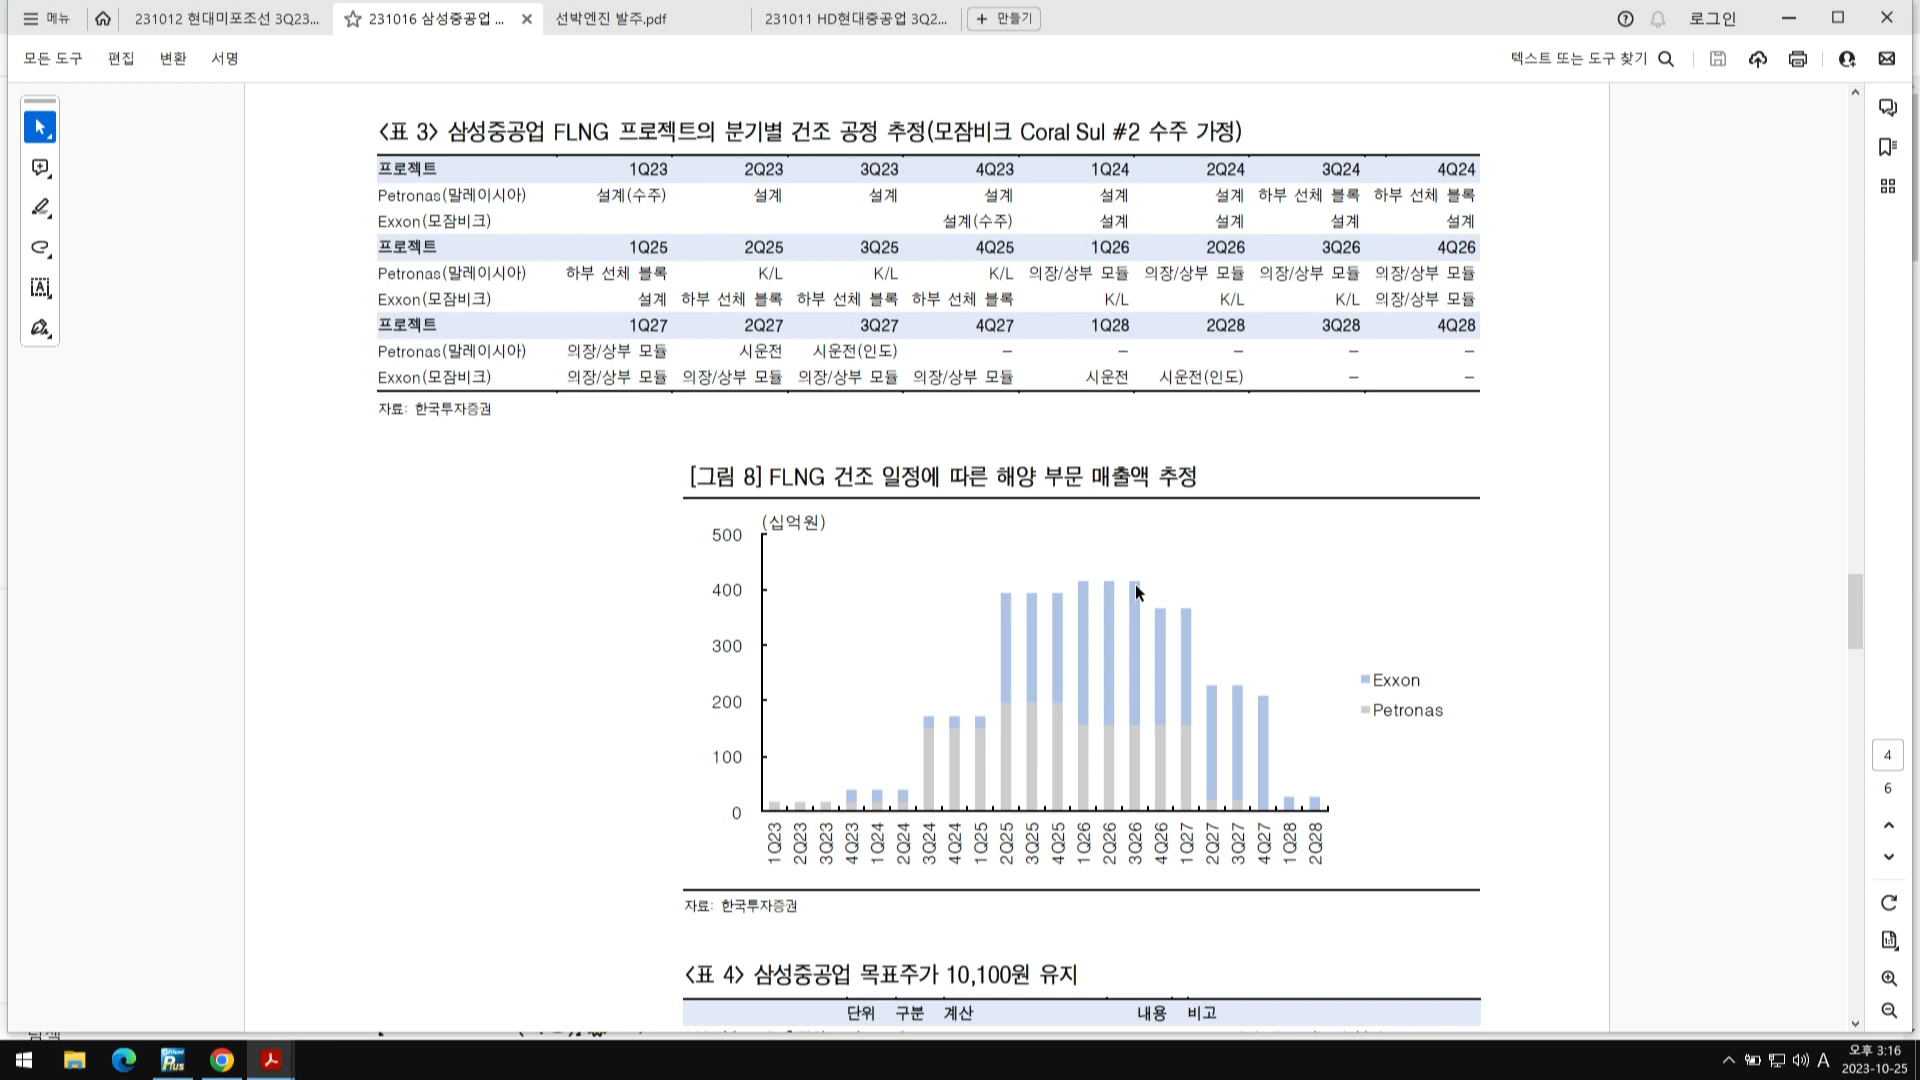 메뉴
231012 현대미포조선 3Q23...
231016 삼성중공업 ...
선박엔진 발주.pdf
231011 HD현대중공업 3Q2...
만들기
로그인
모든 도구 편집 변환 서명
텍스트 또는 도구 찾기
<표 3> 삼성중공업 FLNG 프로젝트의 분기별 건조 공정 추정(모잠비크 Coral Sul #2 수주 가정)
프로젝트 1Q23 2Q23 3Q23 4Q23 1Q24 2Q24 3Q24 4Q24
Petronas(말레이시아) 설계(수주) 설계 설계 설계 설계 설계 하부 선체 블록 하부 선체 블록
Exxon(모잠비크) 설계(수주) 설계 설계 설계 설계
프로젝트 1Q25 2Q25 3Q25 4Q25 1Q26 2Q26 3Q26 4Q26
Petronas(말레이시아) 하부 선체 블록 K/L K/L K/L 의장/상부 모듈 의장/상부 모듈 의장/상부 모듈 의장/상부 모듈
Exxon(모잠비크) 설계 하부 선체 블록 하부 선체 블록 하부 선체 블록 K/L K/L K/L 의장/상부 모듈
프로젝트 1Q27 2Q27 3Q27 4Q27 1Q28 2Q28 3Q28 4Q28
Petronas(말레이시아) 의장/상부 모듈 시운전 시운전(인도) – – – – –
Exxon(모잠비크) 의장/상부 모듈 의장/상부 모듈 의장/상부 모듈 의장/상부 모듈 시운전 시운전(인도) – –
자료: 한국투자증권
[그림 8] FLNG 건조 일정에 따른 해양 부문 매출액 추정
(십억원)
500
400
300
200
100
0
Exxon
Petronas
1Q23 2Q23 3Q23 4Q23 1Q24 2Q24 3Q24 4Q24 1Q25 2Q25 3Q25 4Q25 1Q26 2Q26 3Q26 4Q26 1Q27 2Q27 3Q27 4Q27 1Q28 2Q28
자료: 한국투자증권
<표 4> 삼성중공업 목표주가 10,100원 유지
단위 구분 계산 내용 비고
4
6
A
오후 3:16
2023-10-25